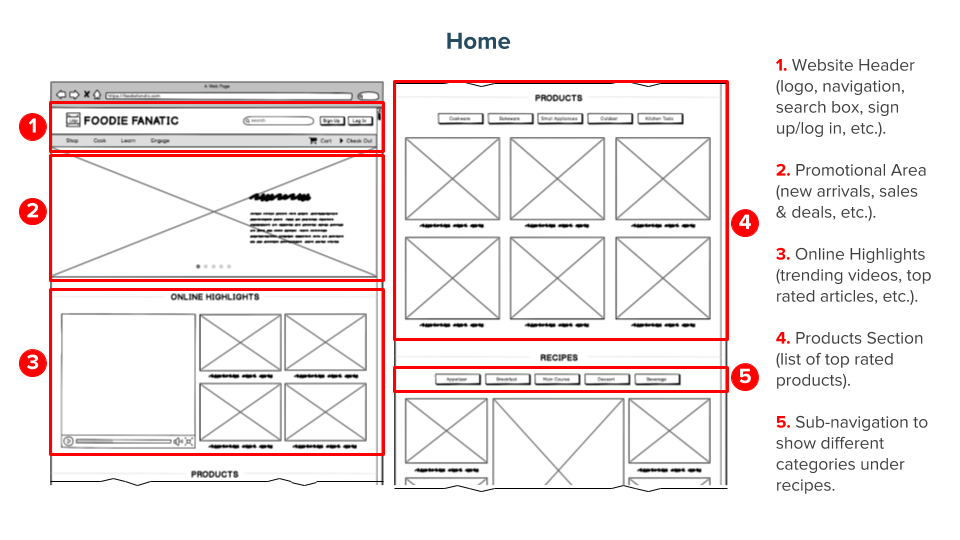 Home
A Web Page
https://foodiefanatic.com
FOODIE FANATIC
search
Sign Up
Log In
Shop Cook Learn Engage
Cart Check Out
1
2
ONLINE HIGHLIGHTS
3
PRODUCTS
PRODUCTS
Cookware Bakeware Small Appliances Outdoor Kitchen Tools
4
RECIPES
Appetizer Breakfast Main Course Dessert Beverage
5
1. Website Header
(logo, navigation,
search box, sign
up/log in, etc.).
2. Promotional Area
(new arrivals, sales
& deals, etc.).
3. Online Highlights
(trending videos, top
rated articles, etc.).
4. Products Section
(list of top rated
products).
5. Sub-navigation to
show different
categories under
recipes.